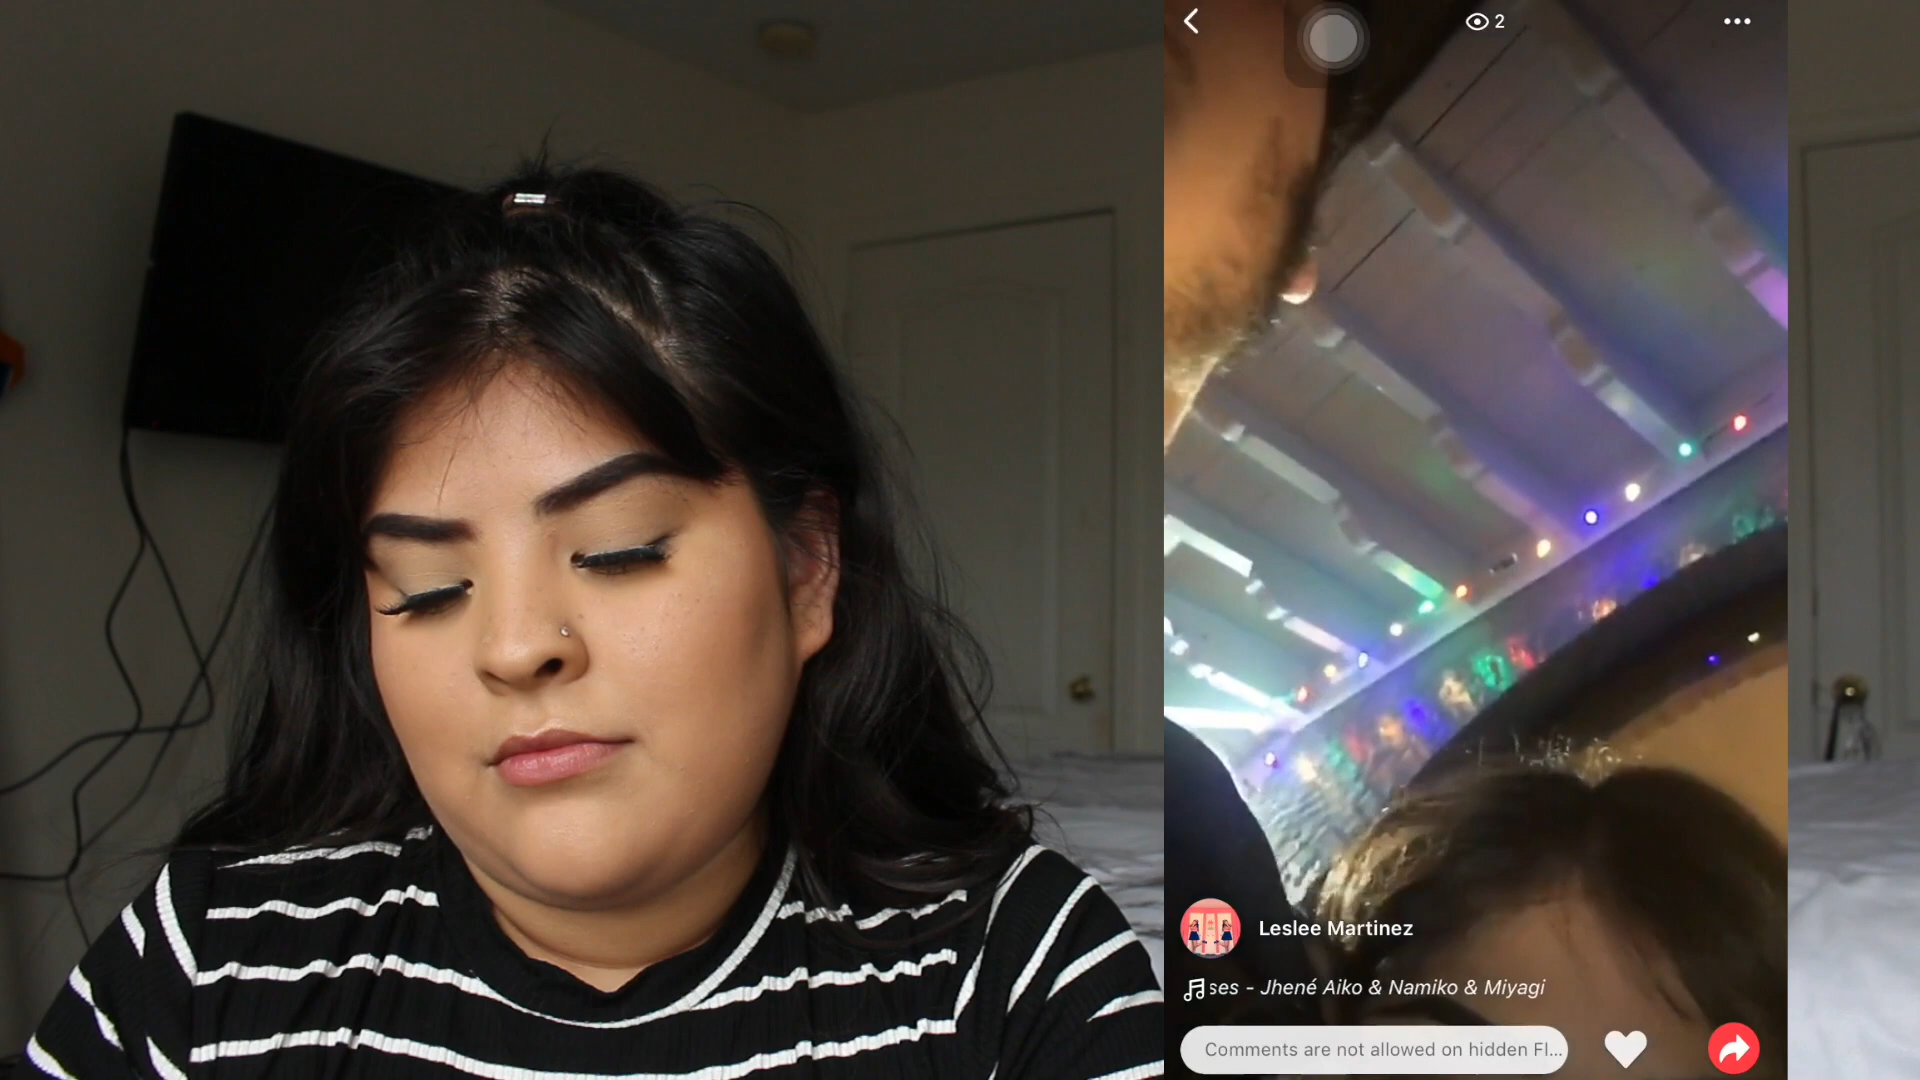 2
Leslee Martinez
ses - Jhené Aiko & Namiko & Miyagi
Comments are not allowed on hidden Fl...